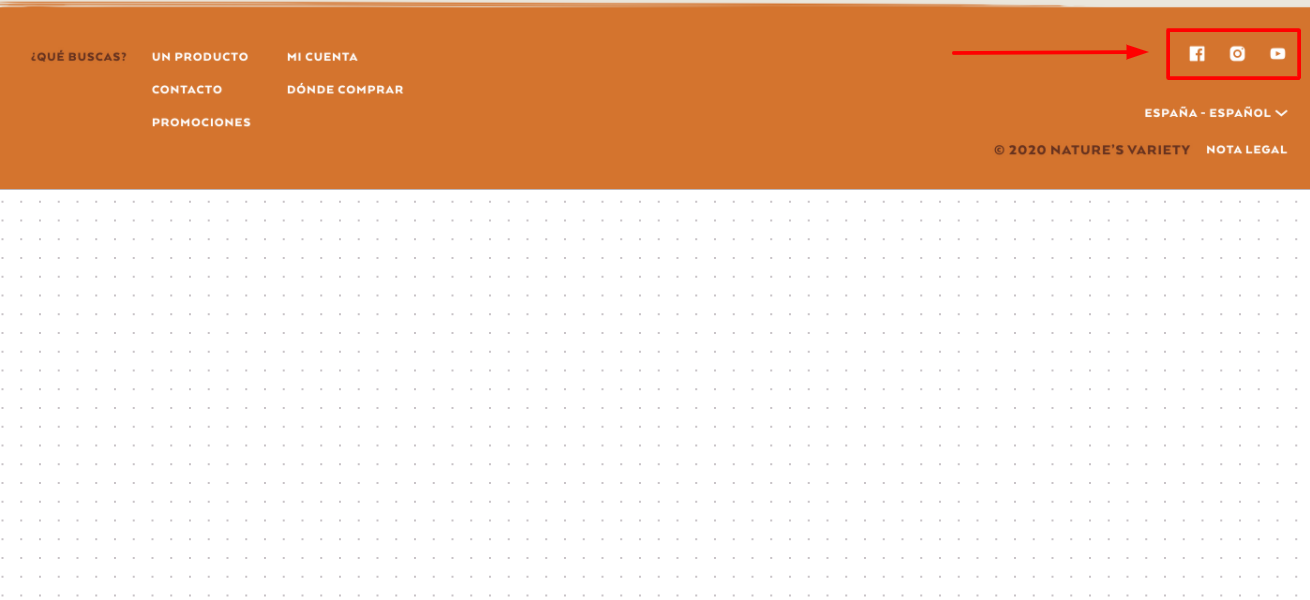 ¿QUÉ BUSCAS?
UN PRODUCTO
CONTACTO
PROMOCIONES
MI CUENTA
DÓNDE COMPRAR
ESPAÑA - ESPAÑOL
© 2020 NATURE'S VARIETY NOTA LEGAL